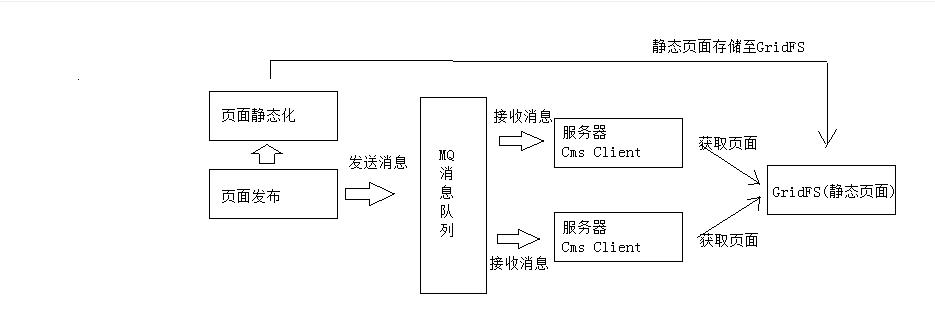 静态页面存储至GridFS
页面静态化
页面发布
发送消息
MQ
消
息
队
列
接收消息
服务器
Cms Client
获取页面
GridFS(静态页面)
接收消息
服务器
Cms Client
获取页面